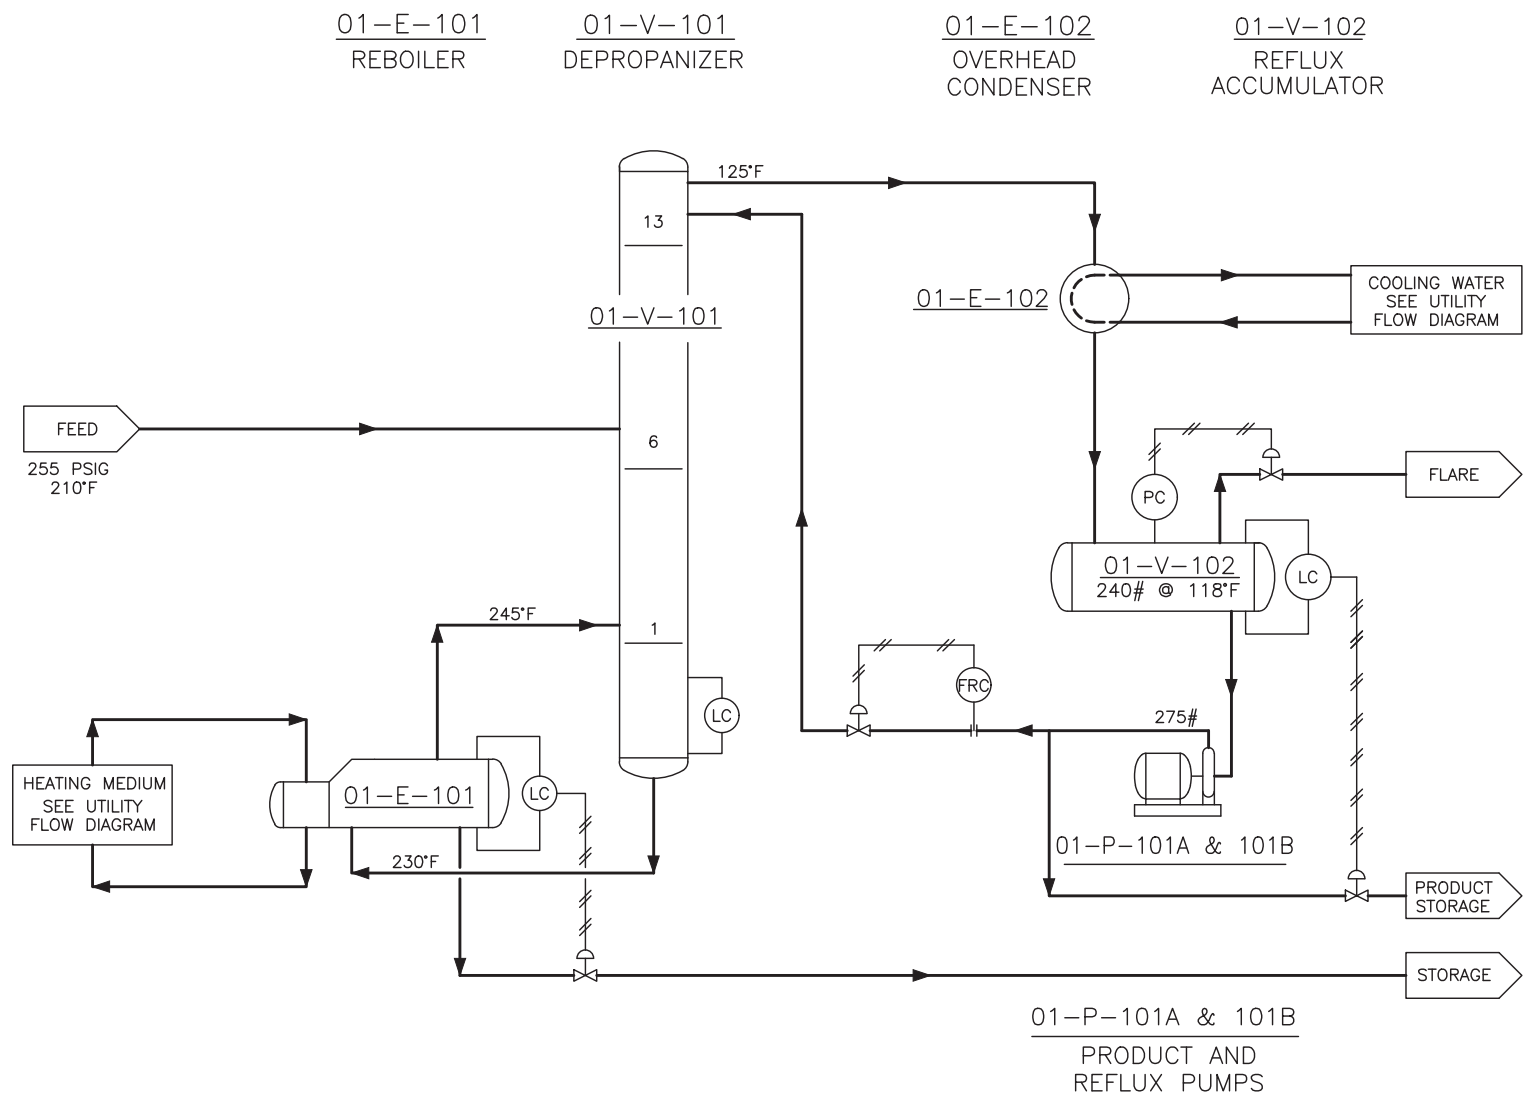 01-E-101
REBOILER
01-V-101
DEPROPANIZER
01-E-102
OVERHEAD
CONDENSER
01-V-102
REFLUX
ACCUMULATOR
125°F
13
01-V-101
01-E-102
COOLING WATER
SEE UTILITY
FLOW DIAGRAM
FEED
255 PSIG
210°F
6
PC
FLARE
01-V-102
240# @ 118°F
LC
245°F
1
FRC
LC
275#
HEATING MEDIUM
SEE UTILITY
FLOW DIAGRAM
01-E-101
LC
230°F
01-P-101A & 101B
PRODUCT
STORAGE
STORAGE
01-P-101A & 101B
PRODUCT AND
REFLUX PUMPS